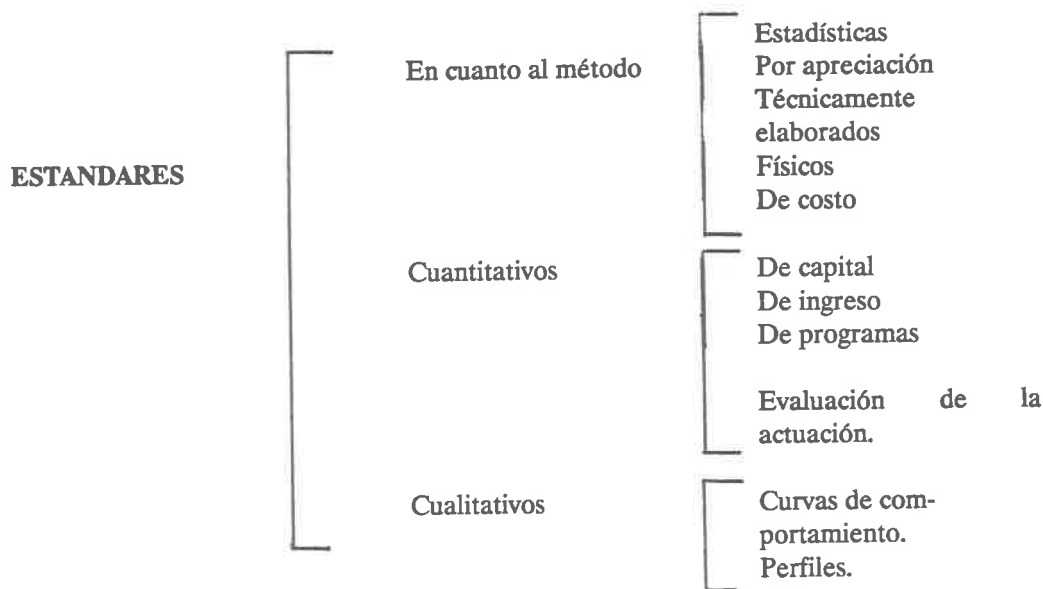 ESTANDARES
En cuanto al método
Estadísticas
Por apreciación
Técnicamente
elaborados
Físicos
De costo
Cuantitativos
De capital
De ingreso
De programas
Evaluación de la
actuación.
Cualitativos
Curvas de com-
portamiento.
Perfiles.